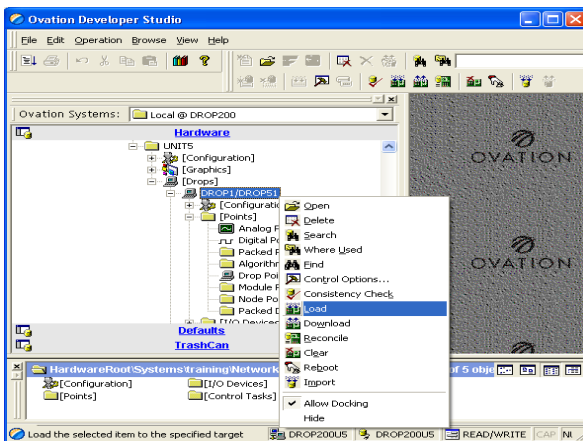 Ovation Developer Studio
File Edit Operation Browse View Help
Ovation Systems: Local @ DROP200
Hardware
UNIT5
[Configuration]
[Graphics]
[Drops]
DROP1/DROP51
[Configuratio
[Points]
Analog P
Digital Po
Packed P
Algorithm
Drop Poi
Module P
Node Po
Packed D
[I/O Devices
Defaults
TrashCan
Open
Delete
Search
Where Used
Find
Control Options...
Consistency Check
Load
Download
Reconcile
Clear
Reboot
Import
Allow Docking
Hide
OVATION
OVATION
HardwareRoot\Systems\training\Network
of 5 obje
[Configuration] [I/O Devices]
[Points] [Control Tasks]
Load the selected item to the specified target DROP200U5 DROP200U5 READ/WRITE CAP